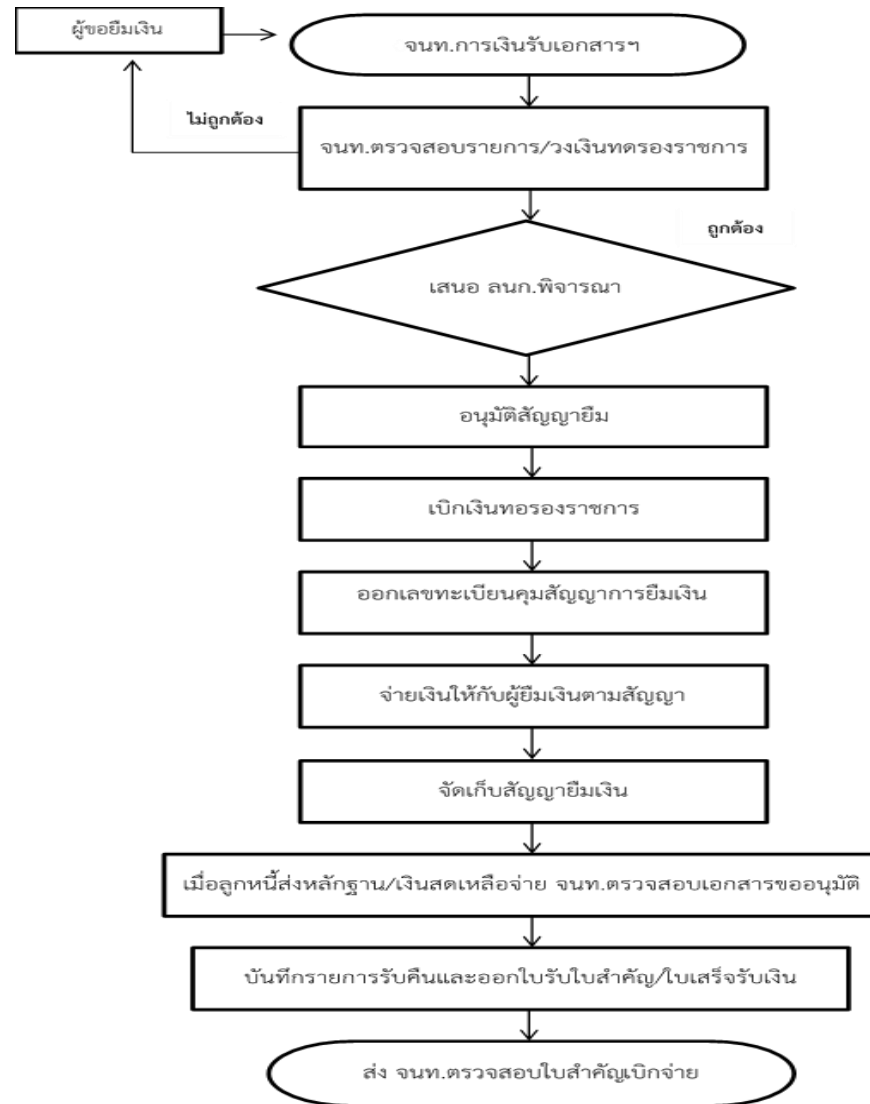 ผู้ขอยืมเงิน
จนท.การเงินรับเอกสารฯ
ไม่ถูกต้อง
จนท.ตรวจสอบรายการ/วงเงินทดรองราชการ
ถูกต้อง
เสนอ ลนก.พิจารณา
อนุมัติสัญญายืม
เบิกเงินทอรองราชการ
ออกเลขทะเบียนคุมสัญญาการยืมเงิน
จ่ายเงินให้กับผู้ยืมเงินตามสัญญา
จัดเก็บสัญญายืมเงิน
เมื่อลูกหนี้ส่งหลักฐาน/เงินสดเหลือจ่าย จนท.ตรวจสอบเอกสารขออนุมัติ
บันทึกรายการรับคืนและออกใบรับใบสำคัญ/ใบเสร็จรับเงิน
ส่ง จนท.ตรวจสอบใบสำคัญเบิกจ่าย